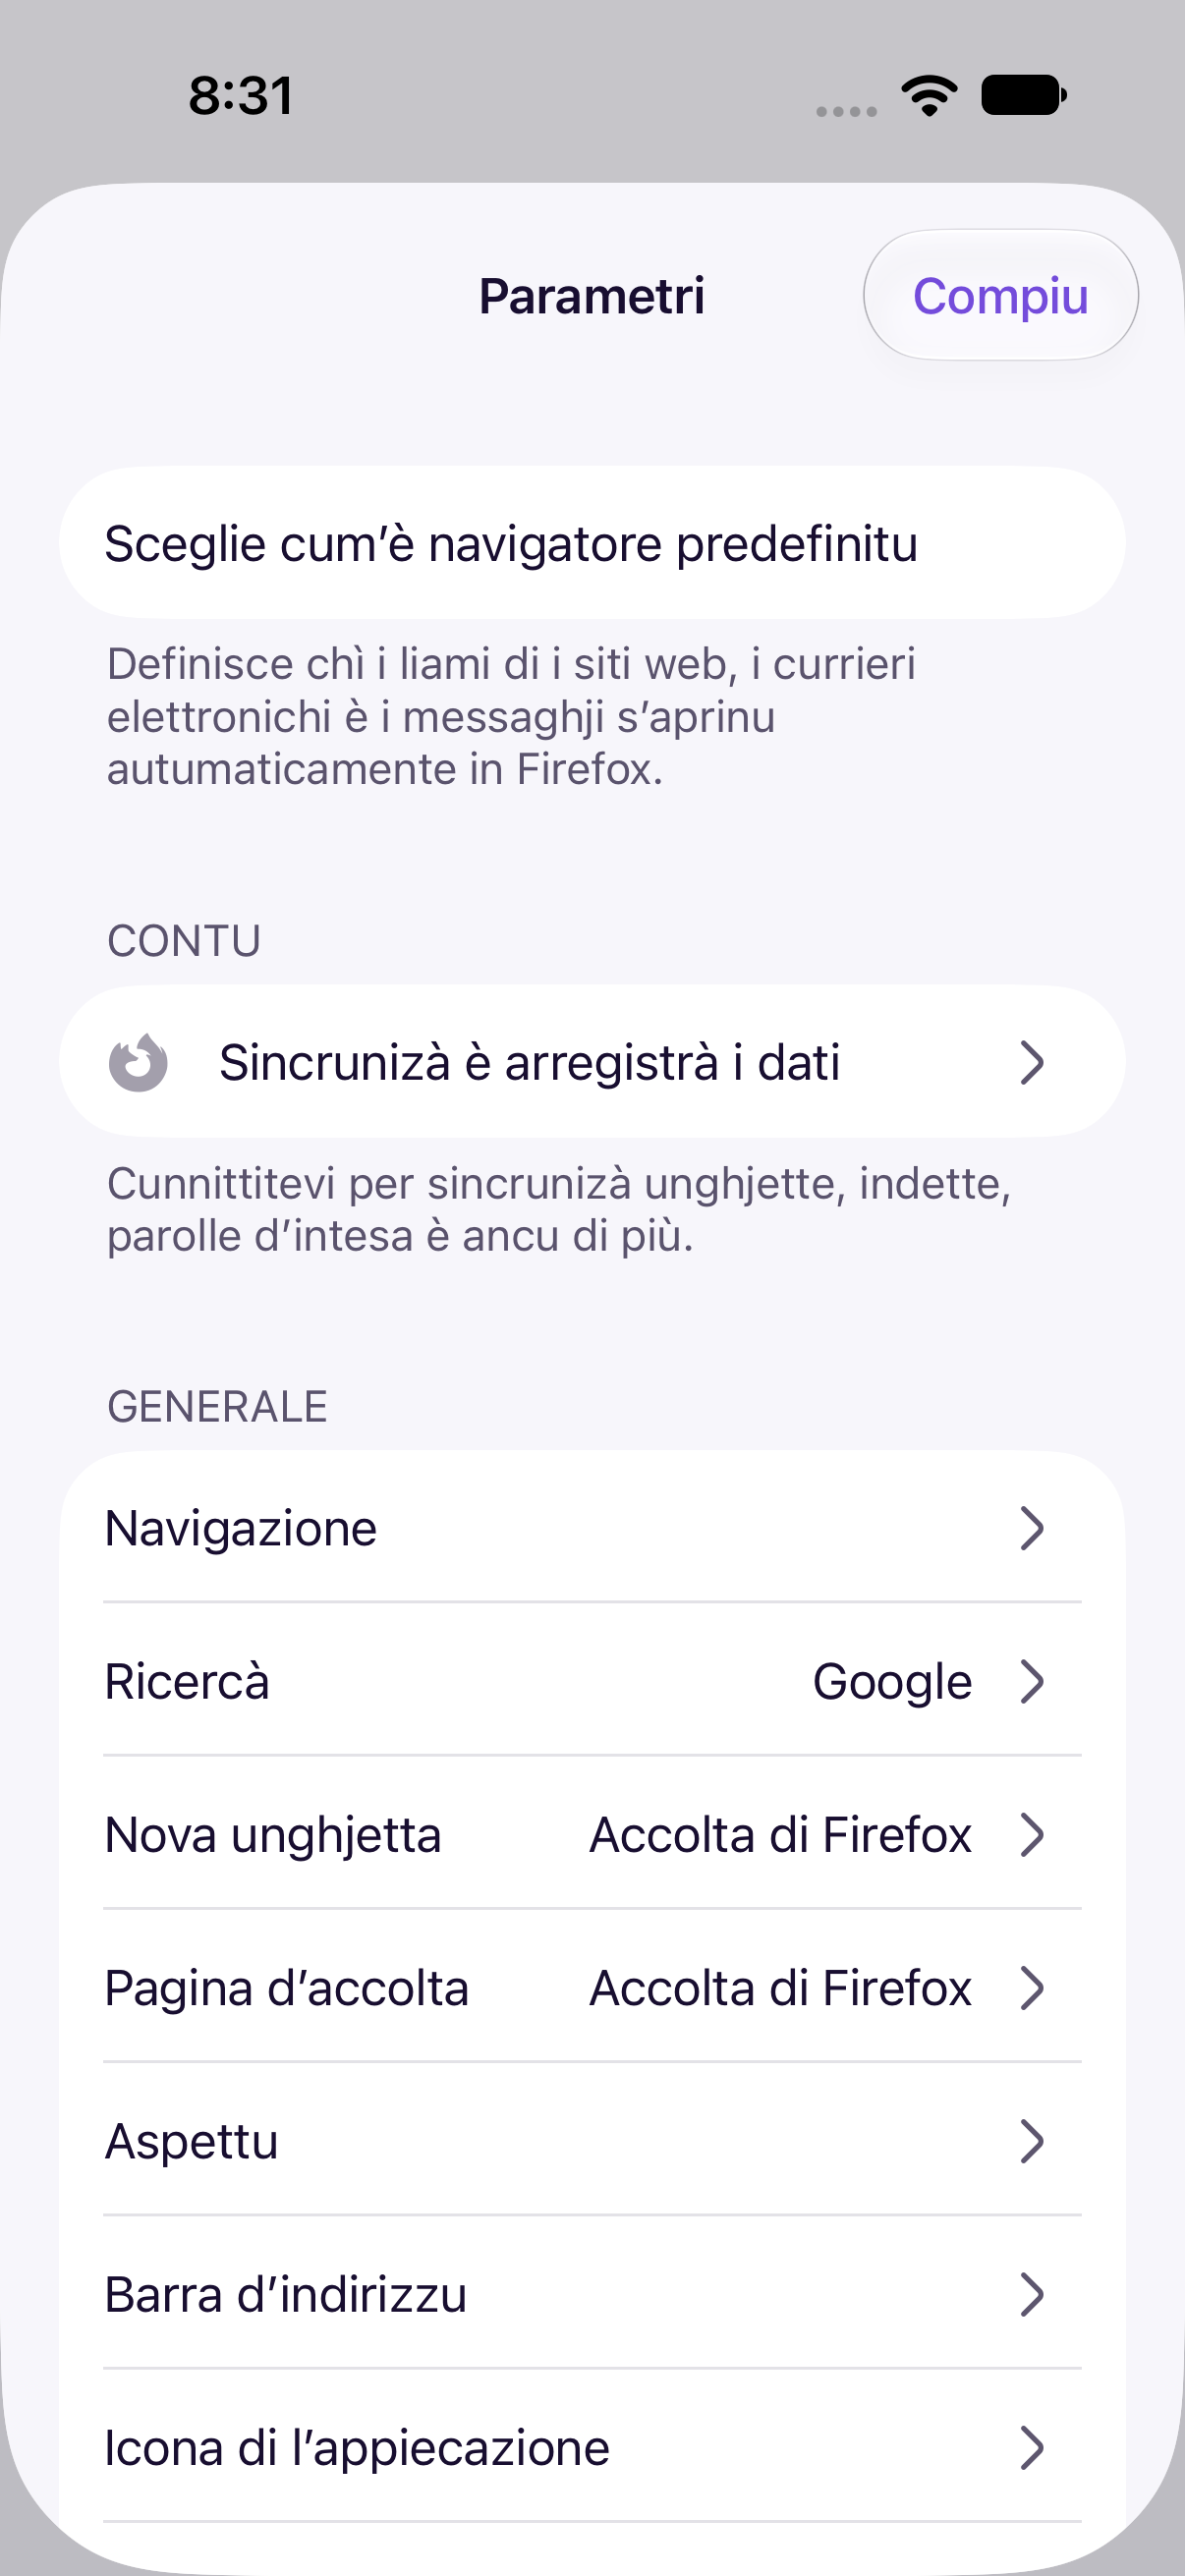 8:31
Parametri
Compiu
Sceglie cum’è navigatore predefinitu
Definisce chì i liami di i siti web, i currieri
elettronichi è i messaghji s’aprinu
autumaticamente in Firefox.
CONTU
Sincrunizà è arregistrà i dati
Cunnittitevi per sincrunizà unghjette, indette,
parolle d’intesa è ancu di più.
GENERALE
Navigazione
Ricercà Google
Nova unghjetta Accolta di Firefox
Pagina d’accolta Accolta di Firefox
Aspettu
Barra d’indirizzu
Icona di l’appiecazione